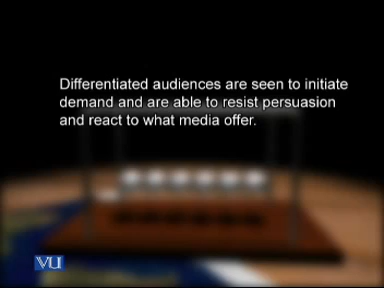 Differentiated audiences are seen to initiate
demand and are able to resist persuasion
and react to what media offer.
VU